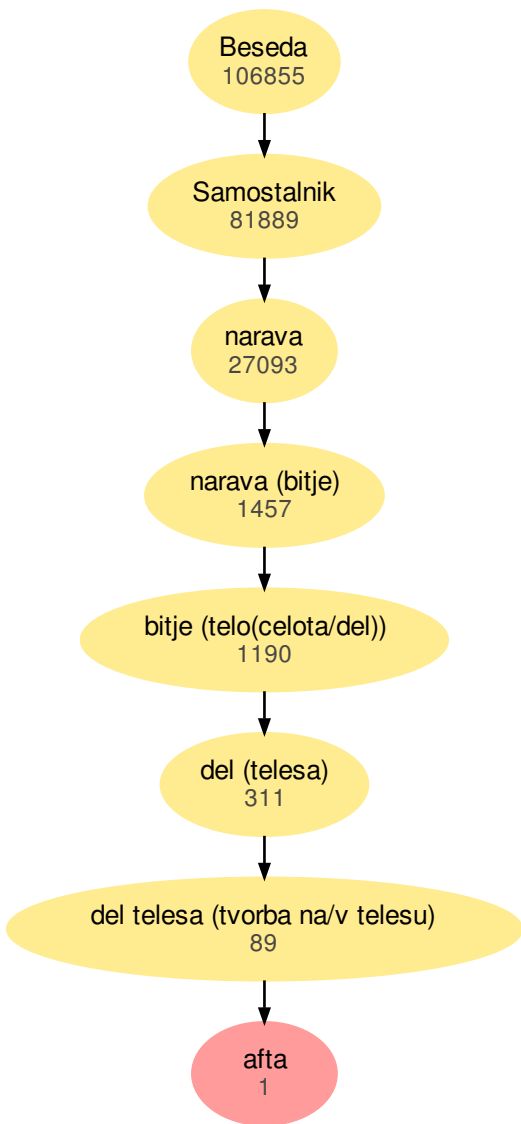 Beseda
106855
Samostalnik
81889
narava
27093
narava (bitje)
1457
bitje (telo(celota/del))
1190
del (telesa)
311
del telesa (tvorba na/v telesu)
89
afta
1